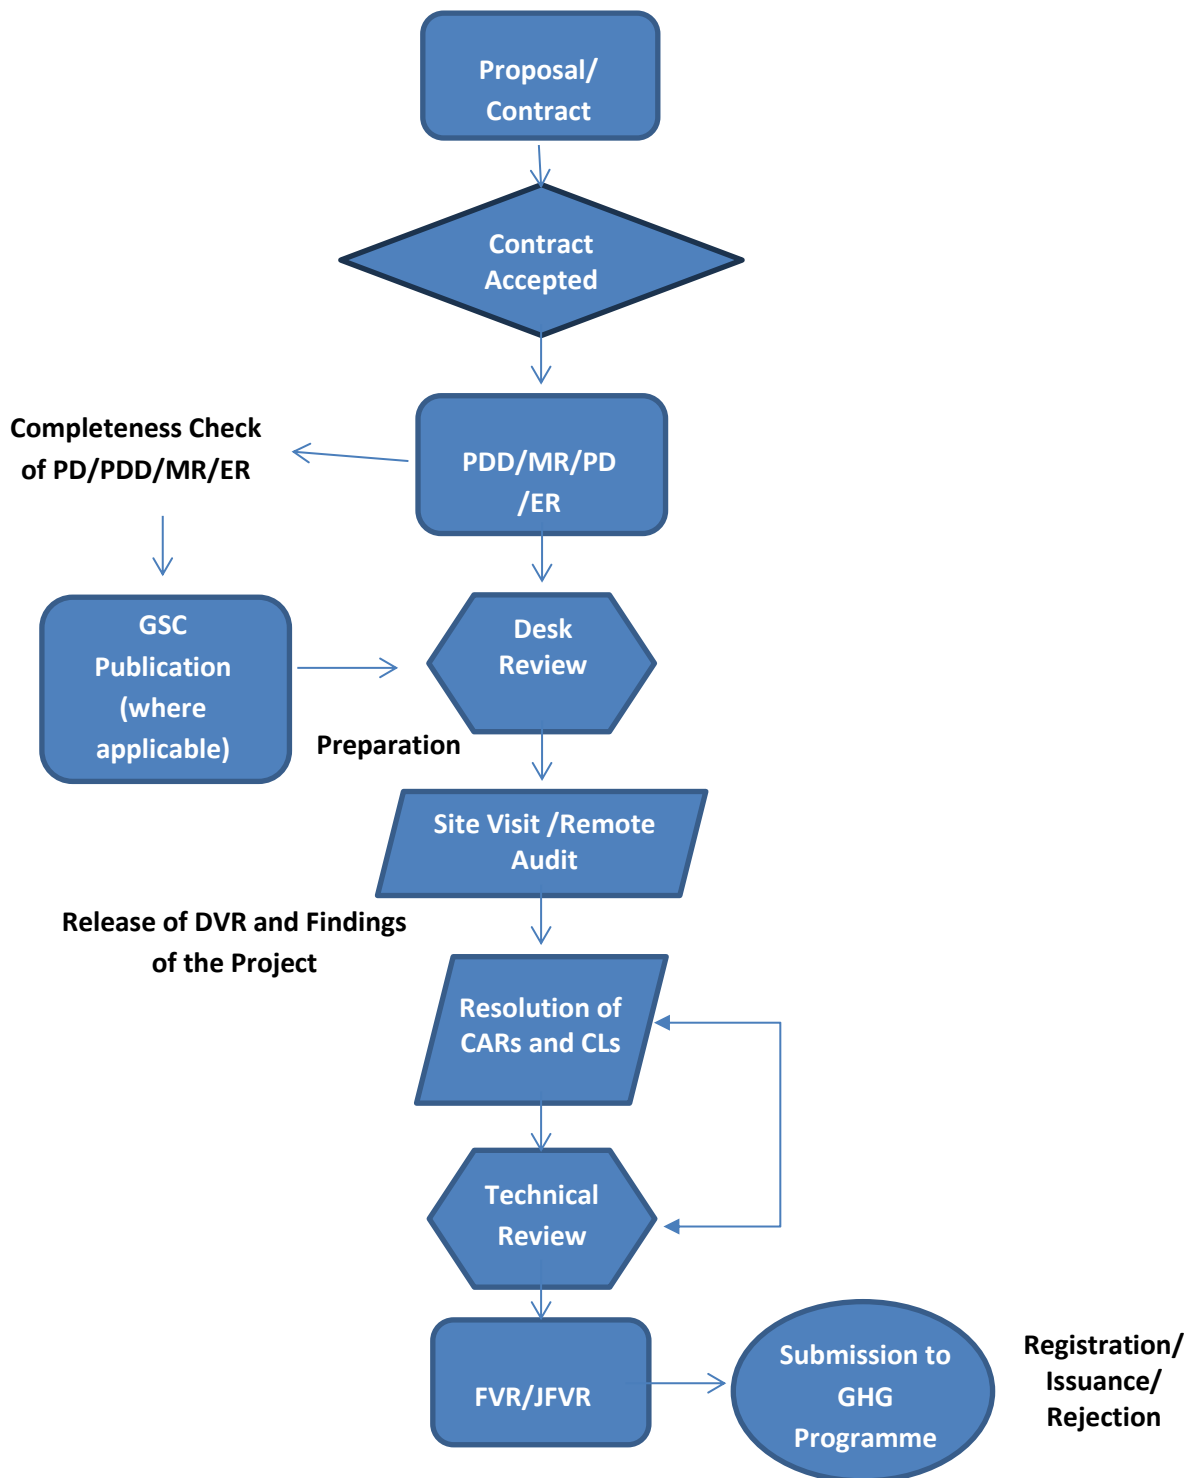 Proposal/
Contract
Contract
Accepted
Completeness Check
of PD/PDD/MR/ER
PDD/MR/PD
/ER
GSC
Publication
(where
applicable)
Desk
Review
Preparation
Site Visit /Remote
Audit
Release of DVR and Findings
of the Project
Resolution of
CARs and CLs
Technical
Review
FVR/JFVR
Submission to
GHG
Programme
Registration/
Issuance/
Rejection